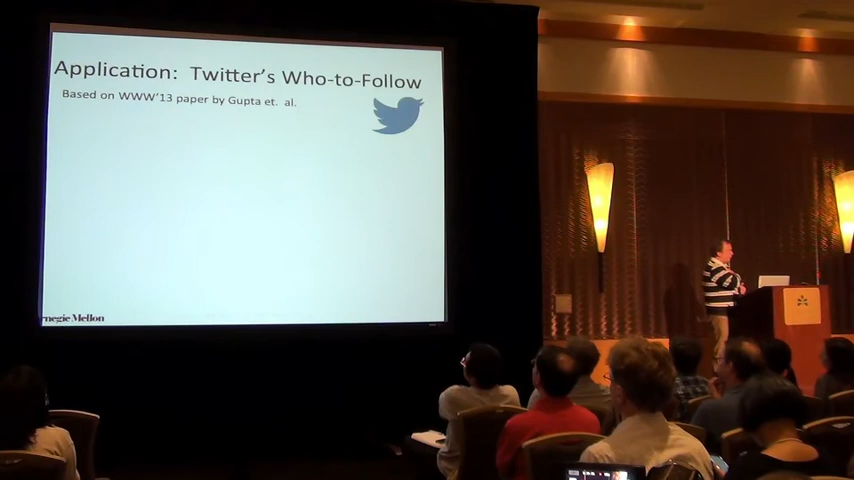 Application:  Twitter's Who-to-Follow
Based on WWW'13 paper by Gupta et.  al.
rnegie Mellon